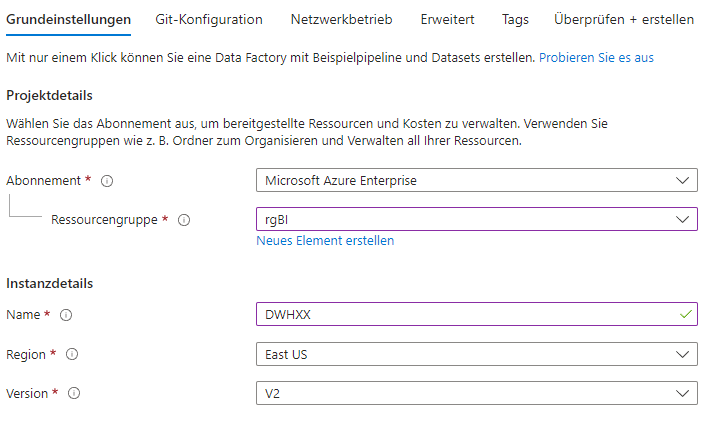 Grundeinstellungen Git-Konfiguration Netzwerkbetrieb Erweitert Tags Überprüfen + erstellen
Mit nur einem Klick können Sie eine Data Factory mit Beispielpipeline und Datasets erstellen. Probieren Sie es aus
Projektdetails
Wählen Sie das Abonnement aus, um bereitgestellte Ressourcen und Kosten zu verwalten. Verwenden Sie
Ressourcengruppen wie z. B. Ordner zum Organisieren und Verwalten all Ihrer Ressourcen.
Abonnement * Microsoft Azure Enterprise
Ressourcengruppe * rgBI
Neues Element erstellen
Instanzdetails
Name * DWHXX
Region * East US
Version * V2